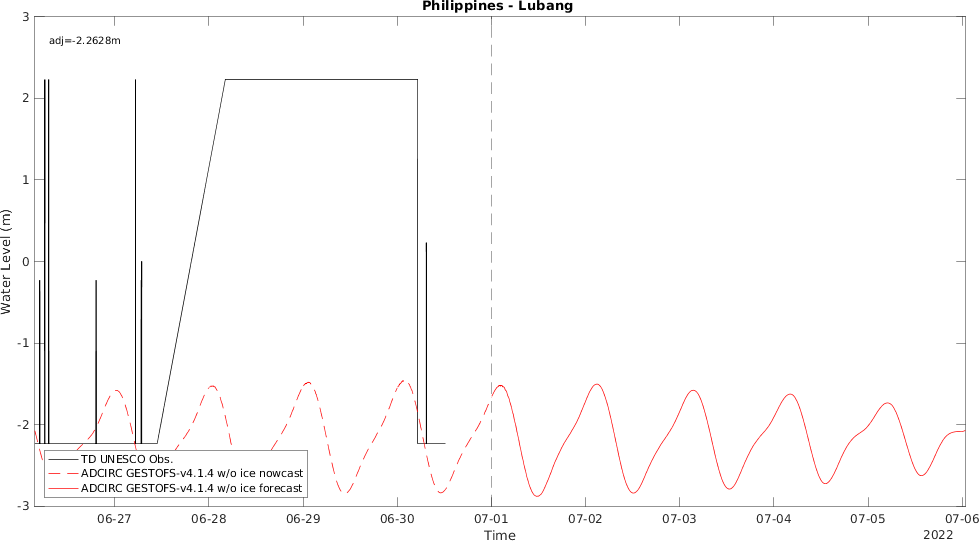 Philippines - Lubang
adj=-2.2628m
3
2
1
0
-1
-2
-3
Water Level (m)
TD UNESCO Obs.
ADCIRC GESTOFS-v4.1.4 w/o ice nowcast
ADCIRC GESTOFS-v4.1.4 w/o ice forecast
06-27 06-28 06-29 06-30 07-01 07-02 07-03 07-04 07-05 07-06
Time
2022